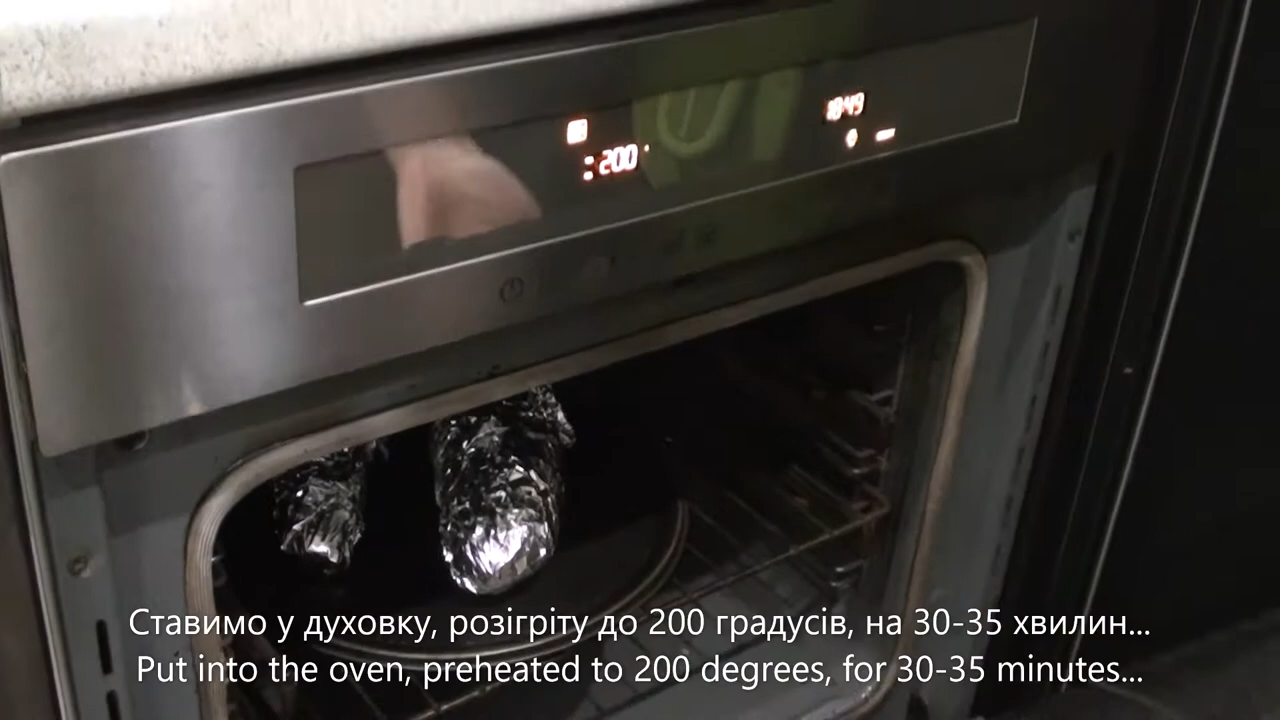 18:49
200
Ставимо у духовку, розігріту до 200 градусів, на 30-35 хвилин...
Put into the oven, preheated to 200 degrees, for 30-35 minutes...